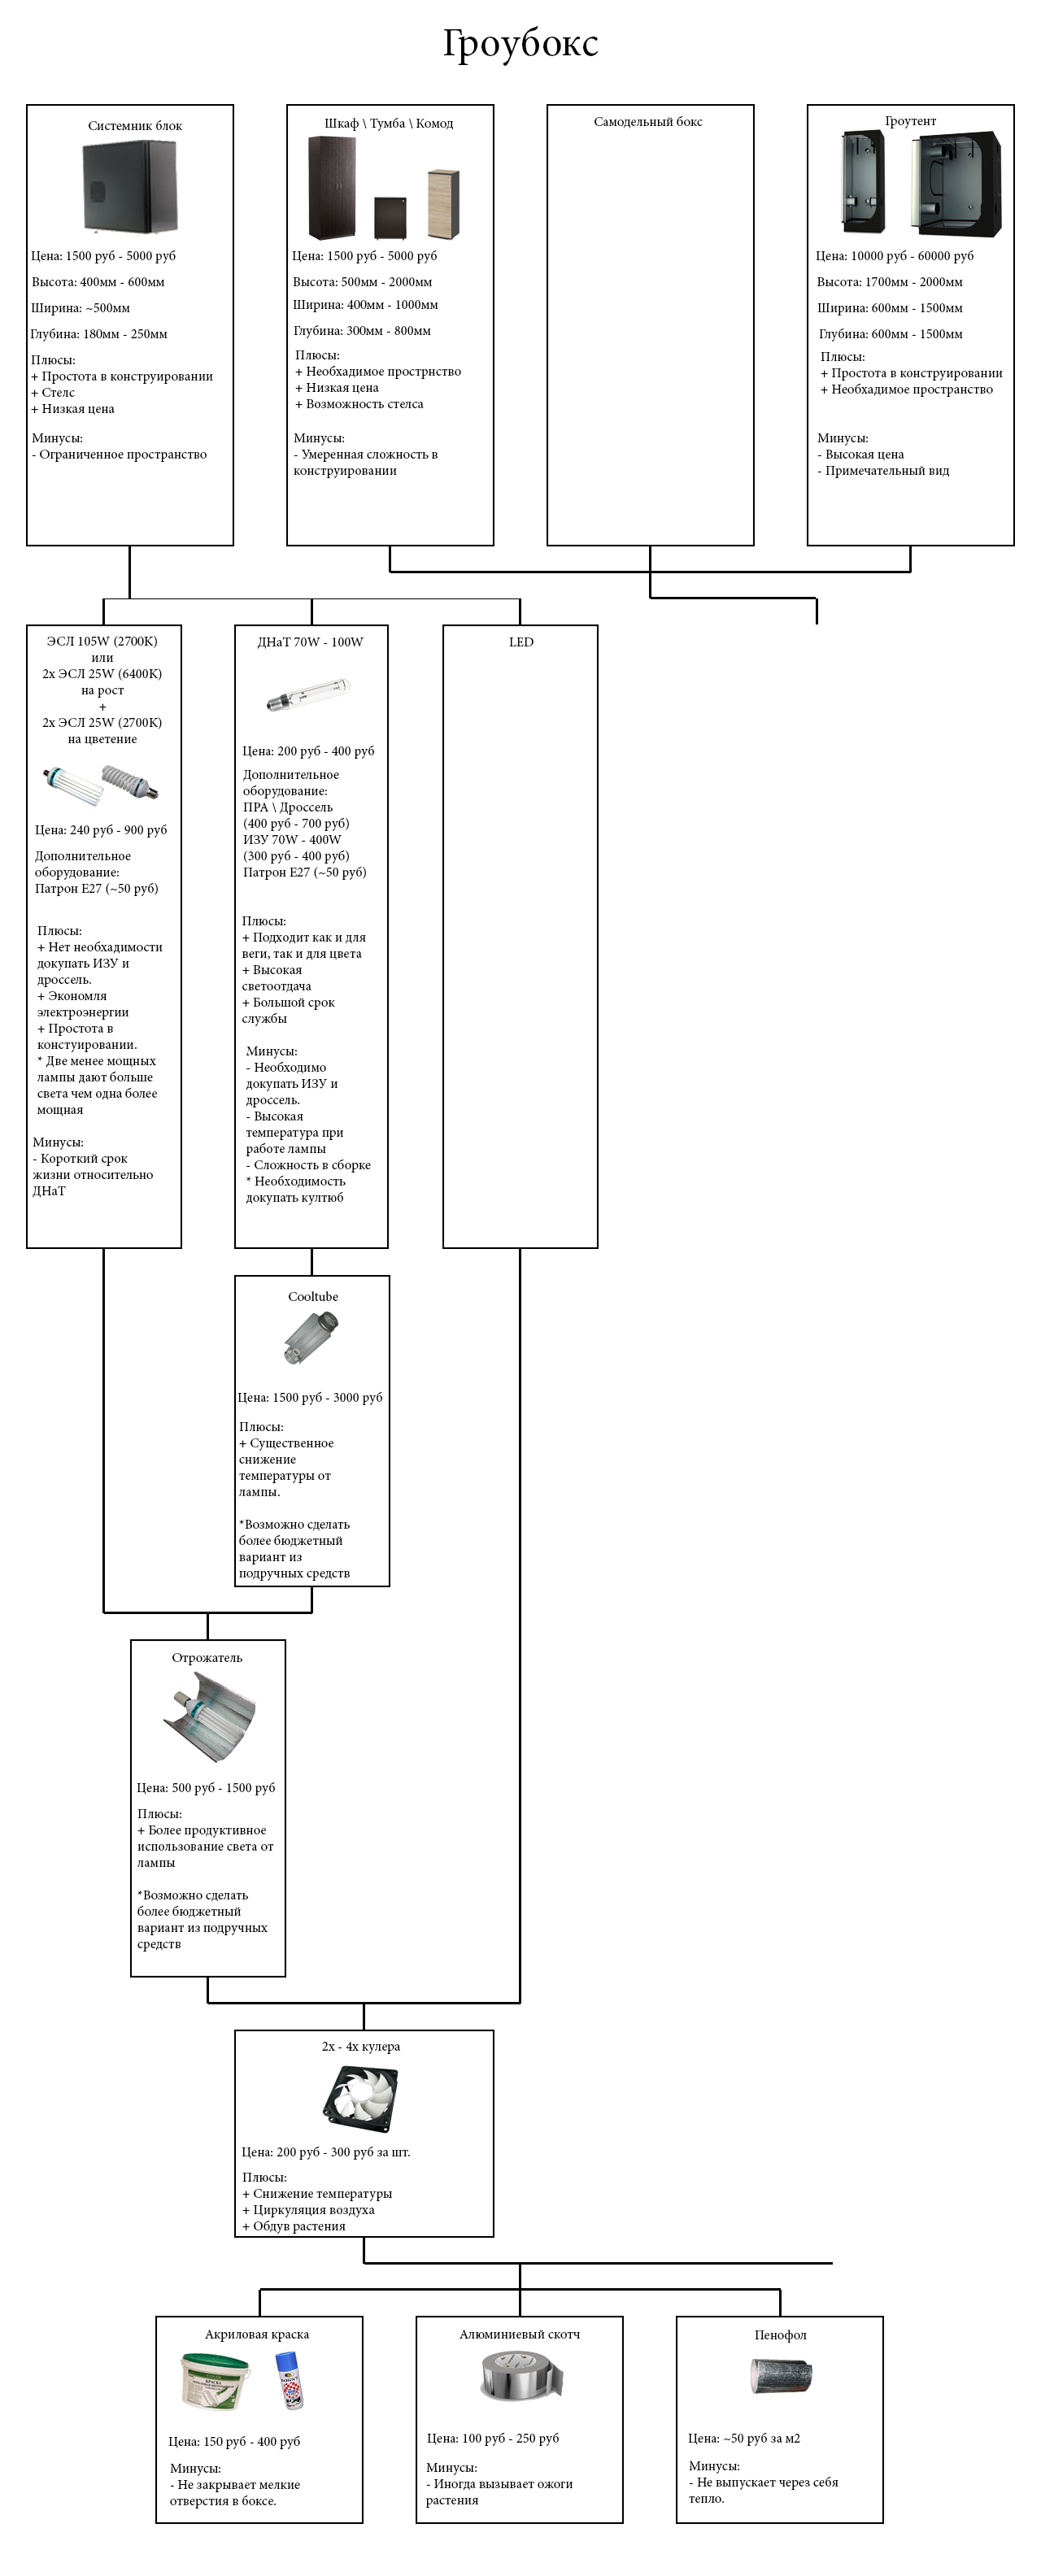 Гроубокс
Системник блок
Цена: 1500 руб - 5000 руб
Высота: 400мм - 600мм
Ширина: ~500мм
Глубина: 180мм - 250мм
Плюсы:
+ Простота в конструировании
+ Стелс
+ Низкая цена
Минусы:
- Ограниченное пространство
Шкаф \ Тумба \ Комод
Цена: 1500 руб - 5000 руб
Высота: 500мм - 2000мм
Ширина: 400мм - 1000мм
Глубина: 300мм - 800мм
Плюсы:
+ Необхадимое прострнство
+ Низкая цена
+ Возможность стелса
Минусы:
- Умеренная сложность в
конструировании
Самодельный бокс
Гроутент
Цена: 10000 руб - 60000 руб
Высота: 1700мм - 2000мм
Ширина: 600мм - 1500мм
Глубина: 600мм - 1500мм
Плюсы:
+ Простота в конструировании
+ Необхадимое пространство
Минусы:
- Высокая цена
- Примечательный вид
ЭСЛ 105W (2700K)
или
2х ЭСЛ 25W (6400K)
на рост
+
2х ЭСЛ 25W (2700K)
на цветение
Цена: 240 руб - 900 руб
Дополнительное
оборудование:
Патрон Е27 (~50 руб)
Плюсы:
+ Нет необхадимости
докупать ИЗУ и
дроссель.
+ Экономля
электроэнергии
+ Простота в
констуировании.
* Две менее мощных
лампы дают больше
света чем одна более
мощная
Минусы:
- Короткий срок
жизни относительно
ДНаТ
ДНаТ 70W - 100W
Цена: 200 руб - 400 руб
Дополнительное
оборудование:
ПРА \ Дроссель
(400 руб - 700 руб)
ИЗУ 70W - 400W
(300 руб - 400 руб)
Патрон Е27 (~50 руб)
Плюсы:
+ Подходит как и для
веги, так и для цвета
+ Высокая
светоотдача
+ Большой срок
службы
Минусы:
- Необходимо
докупать ИЗУ и
дроссель.
- Высокая
температура при
работе лампы
- Сложность в сборке
* Необходимость
докупать култюб
LED
Cooltube
Цена: 1500 руб - 3000 руб
Плюсы:
+ Существенное
снижение
температуры от
лампы.
*Возможно сделать
более бюджетный
вариант из
подручных средств
Отрожатель
Цена: 500 руб - 1500 руб
Плюсы:
+ Более продуктивное
использование света от
лампы
*Возможно сделать
более бюджетный
вариант из подручных
средств
2х - 4х кулера
Цена: 200 руб - 300 руб за шт.
Плюсы:
+ Снижение температуры
+ Циркуляция воздуха
+ Обдув растения
Акриловая краска
Цена: 150 руб - 400 руб
Минусы:
- Не закрывает мелкие
отверстия в боксе.
Алюминиевый скотч
Цена: 100 руб - 250 руб
Минусы:
- Иногда вызывает ожоги
растения
Пенофол
Цена: ~50 руб за м2
Минусы:
- Не выпускает через себя
тепло.